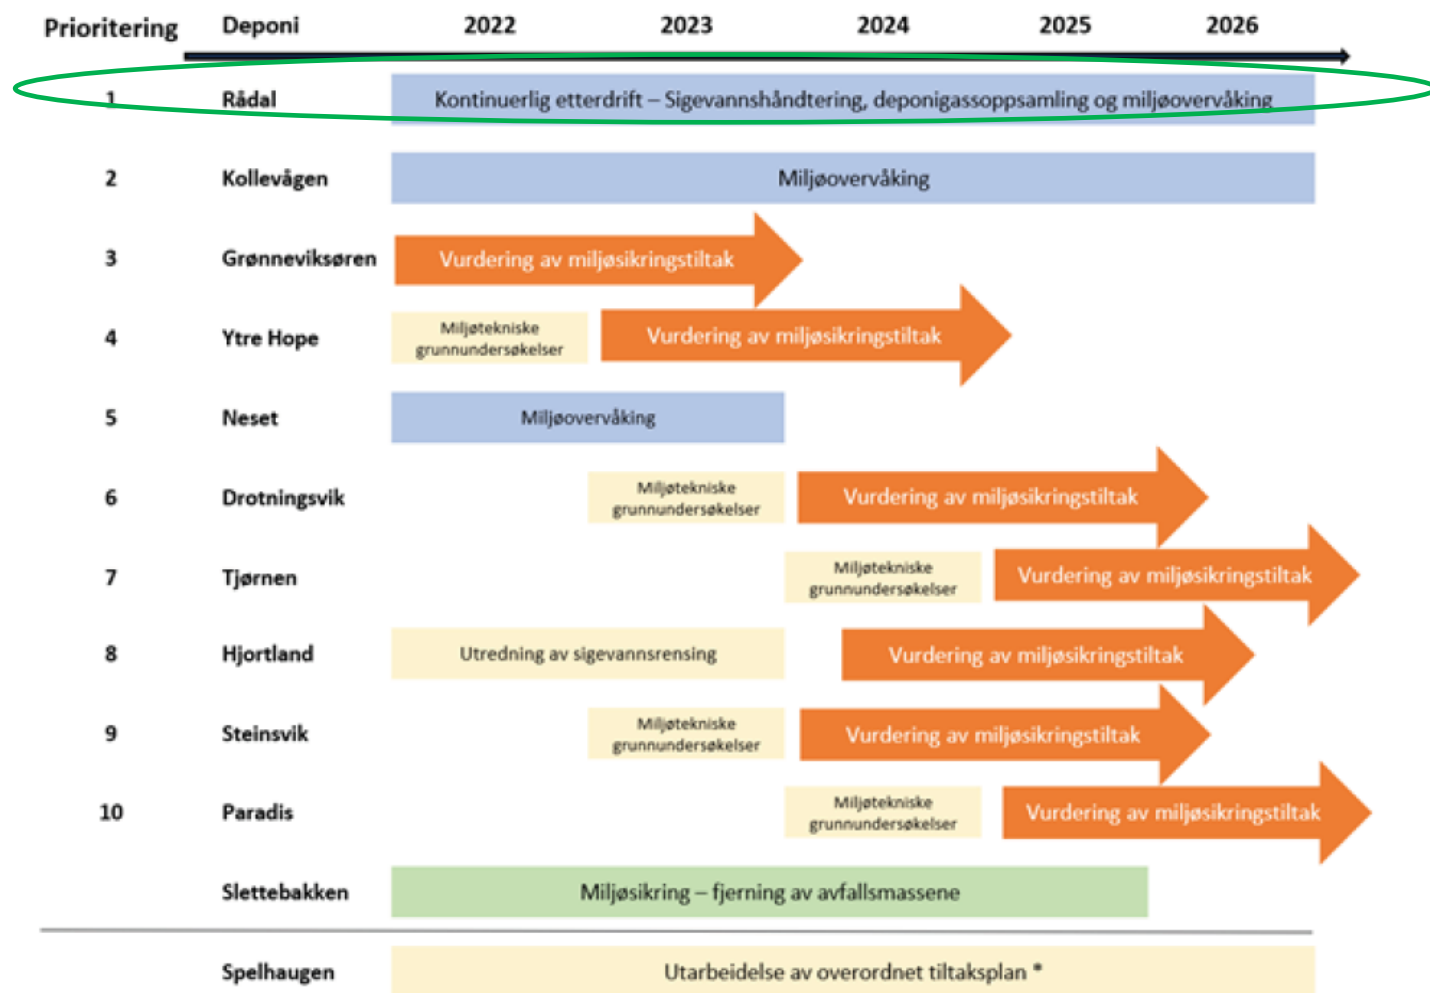 Prioritering Deponi 2022 2023 2024 2025 2026
1 Rådal Kontinuerlig etterdrift – Sigevannshåndtering, deponigassoppsamling og miljøovervåking
2 Kollevågen Miljøovervåking
3 Grønneviksøren Vurdering av miljøsikringstiltak
4 Ytre Hope Miljøtekniske
grunnundersøkelser Vurdering av miljøsikringstiltak
5 Neset Miljøovervåking
6 Drotningsvik Miljøtekniske
grunnundersøkelser Vurdering av miljøsikringstiltak
7 Tjørnen Miljøtekniske
grunnundersøkelser Vurdering av miljøsikringstiltak
8 Hjortland Utredning av sigevannsrensing Vurdering av miljøsikringstiltak
9 Steinsvik Miljøtekniske
grunnundersøkelser Vurdering av miljøsikringstiltak
10 Paradis Miljøtekniske
grunnundersøkelser Vurdering av miljøsikringstiltak
Slettebakken Miljøsikring – fjerning av avfallsmassene
Spelhaugen Utarbeidelse av overordnet tiltaksplan *